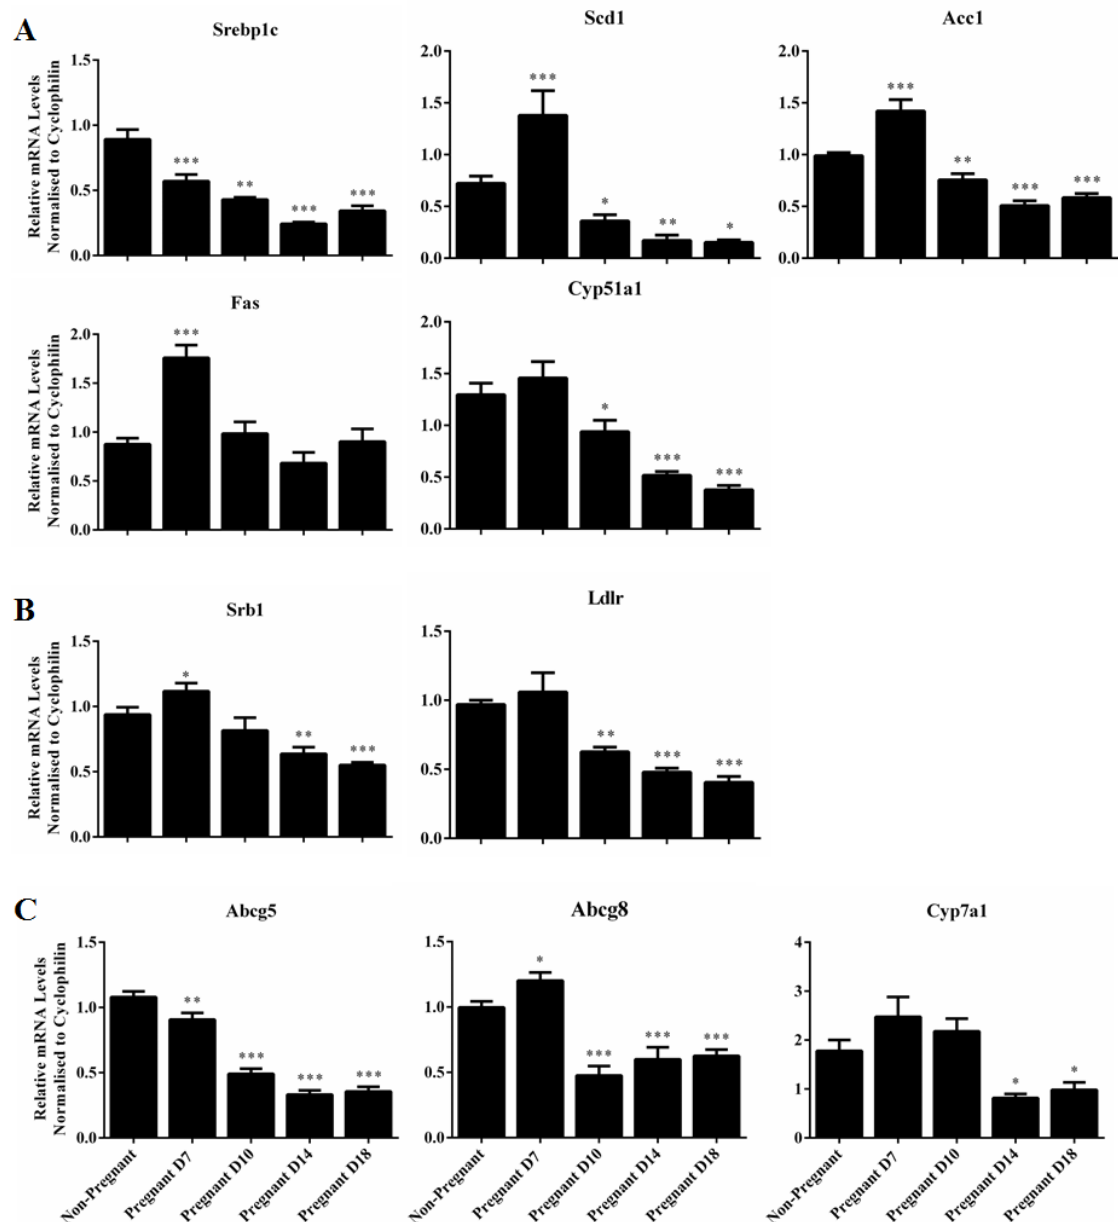 A
Srebp1c
Relative mRNA Levels
Normalised to Cyclophilin
1.5
1.0
0.5
0.0
***
**
***
***
Scd1
2.0
1.5
1.0
0.5
0.0
***
*
**
*
Acc1
2.0
1.5
1.0
0.5
0.0
***
**
***
***
Fas
Relative mRNA Levels
Normalised to Cyclophilin
2.0
1.5
1.0
0.5
0.0
***
Cyp51a1
2.0
1.5
1.0
0.5
0.0
*
***
***
B
Srb1
Relative mRNA Levels
Normalised to Cyclophilin
1.5
1.0
0.5
0.0
*
**
***
Ldlr
1.5
1.0
0.5
0.0
**
***
***
C
Abcg5
Relative mRNA Levels
Normalised to Cyclophilin
1.5
1.0
0.5
0.0
**
***
***
***
Non-Pregnant
Pregnant D7
Pregnant D10
Pregnant D14
Pregnant D18
Abcg8
1.5
1.0
0.5
0.0
*
***
***
***
Non-Pregnant
Pregnant D7
Pregnant D10
Pregnant D14
Pregnant D18
Cyp7a1
4
3
2
1
0
*
*
Non-Pregnant
Pregnant D7
Pregnant D10
Pregnant D14
Pregnant D18